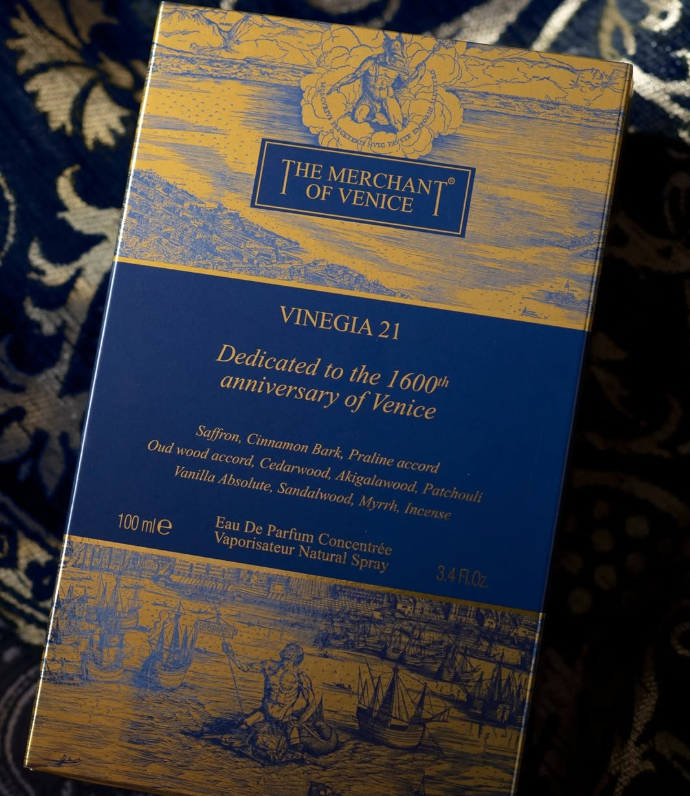 THE MERCHANT®
OF VENICE
VINEGIA 21
Dedicated to the 1600th
anniversary of Venice
Saffron, Cinnamon Bark, Praline accord
Oud wood accord, Cedarwood, Akigalawood, Patchouli
Vanilla Absolute, Sandalwood, Myrrh, Incense
100 ml ℮
Eau De Parfum Concentrée
Vaporisateur Natural Spray
3.4 Fl.Oz.